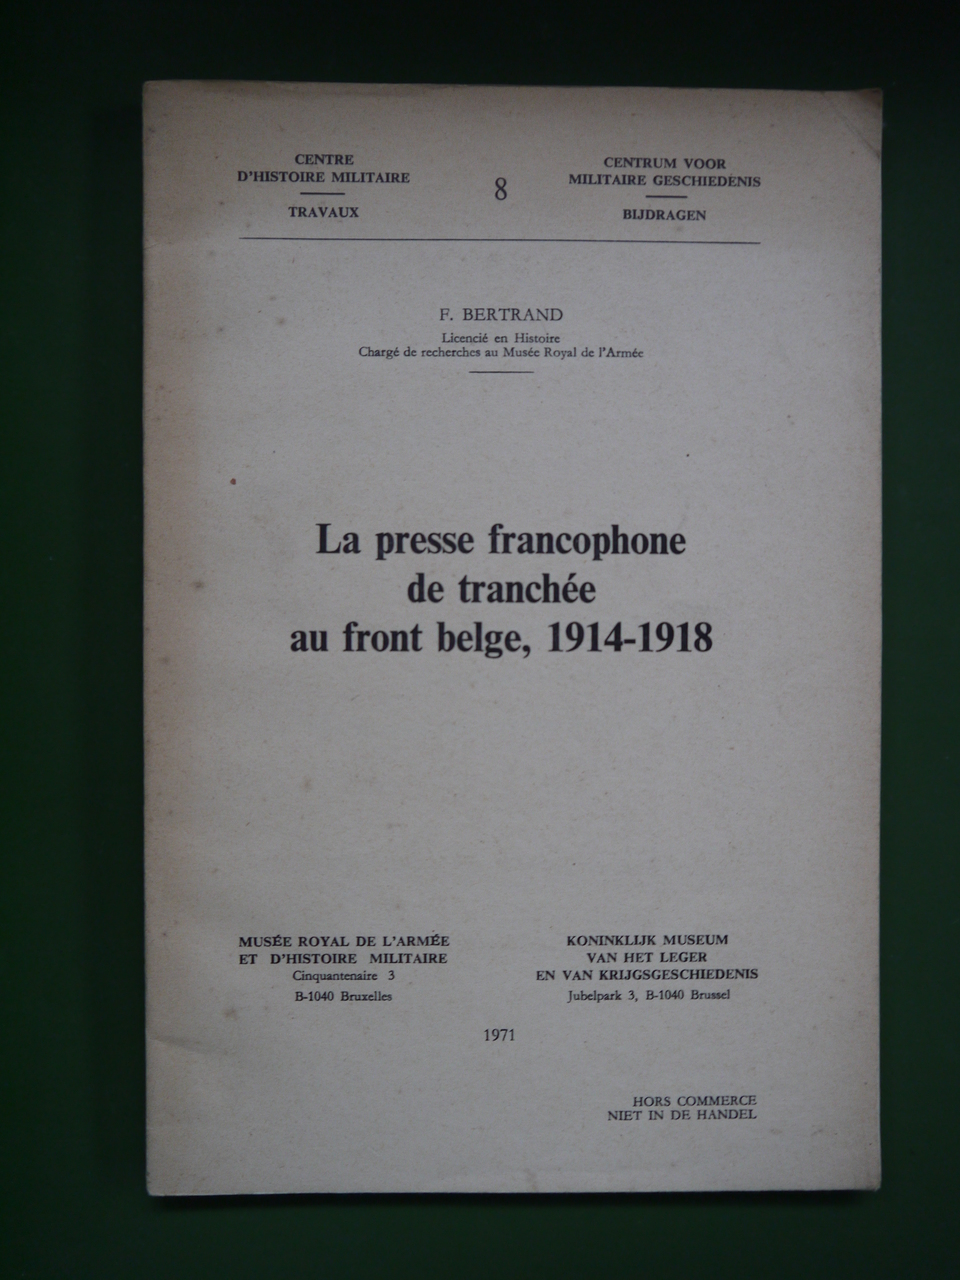 CENTRE
D'HISTOIRE MILITAIRE
TRAVAUX
8
CENTRUM VOOR
MILITAIRE GESCHIEDENIS
BIJDRAGEN
F. BERTRAND
Licencié en Histoire
Chargé de recherches au Musée Royal de l'Armée
La presse francophone
de tranchée
au front belge, 1914-1918
MUSÉE ROYAL DE L'ARMÉE
ET D'HISTOIRE MILITAIRE
Cinquantenaire 3
B-1040 Bruxelles
KONINKLIJK MUSEUM
VAN HET LEGER
EN VAN KRIJGSGESCHIEDENIS
Jubelpark 3, B-1040 Brussel
1971
HORS COMMERCE
NIET IN DE HANDEL